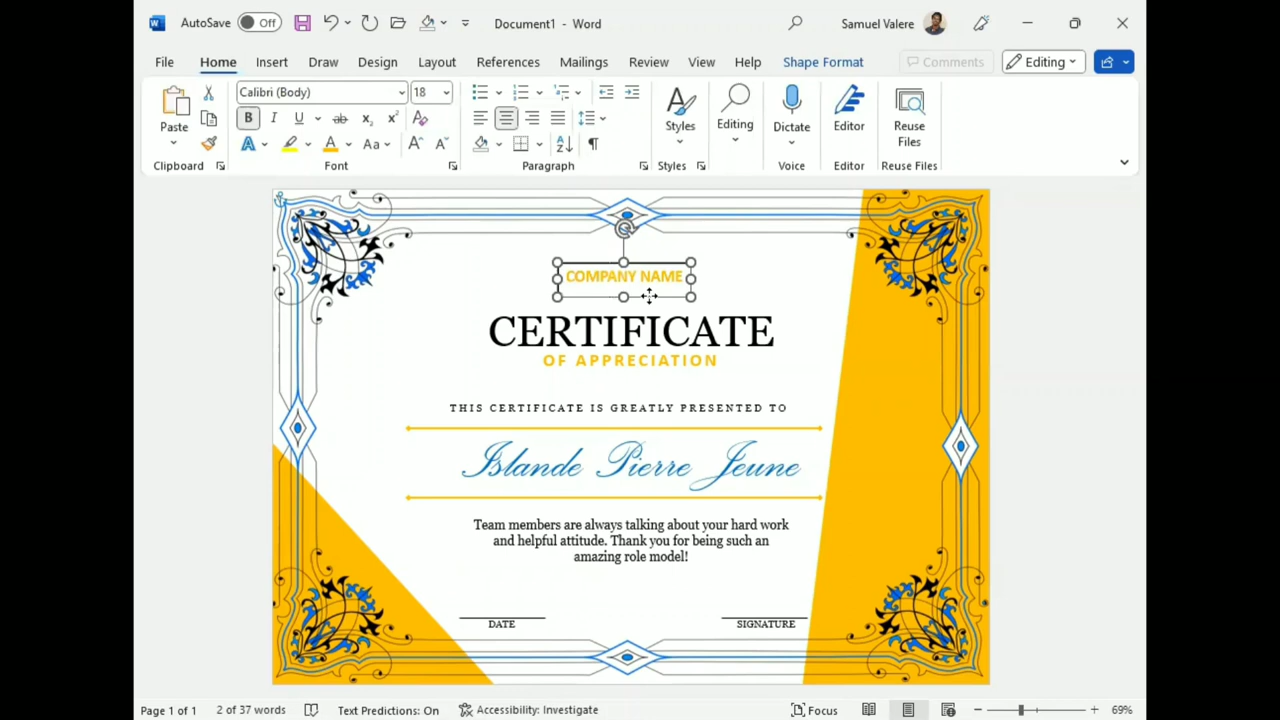 AutoSave Off Document1 - Word Samuel Valere
File Home Insert Draw Design Layout References Mailings Review View Help Shape Format Comments Editing
Calibri (Body) 18
Paste Styles Editing Dictate Editor Reuse Files
Clipboard Font Paragraph Styles Voice Editor Reuse Files
COMPANY NAME
CERTIFICATE
OF APPRECIATION
THIS CERTIFICATE IS GREATLY PRESENTED TO
Islande Pierre Jeune
Team members are always talking about your hard work
and helpful attitude. Thank you for being such an
amazing role model!
DATE SIGNATURE
Page 1 of 1 2 of 37 words Text Predictions: On Accessibility: Investigate Focus 69%